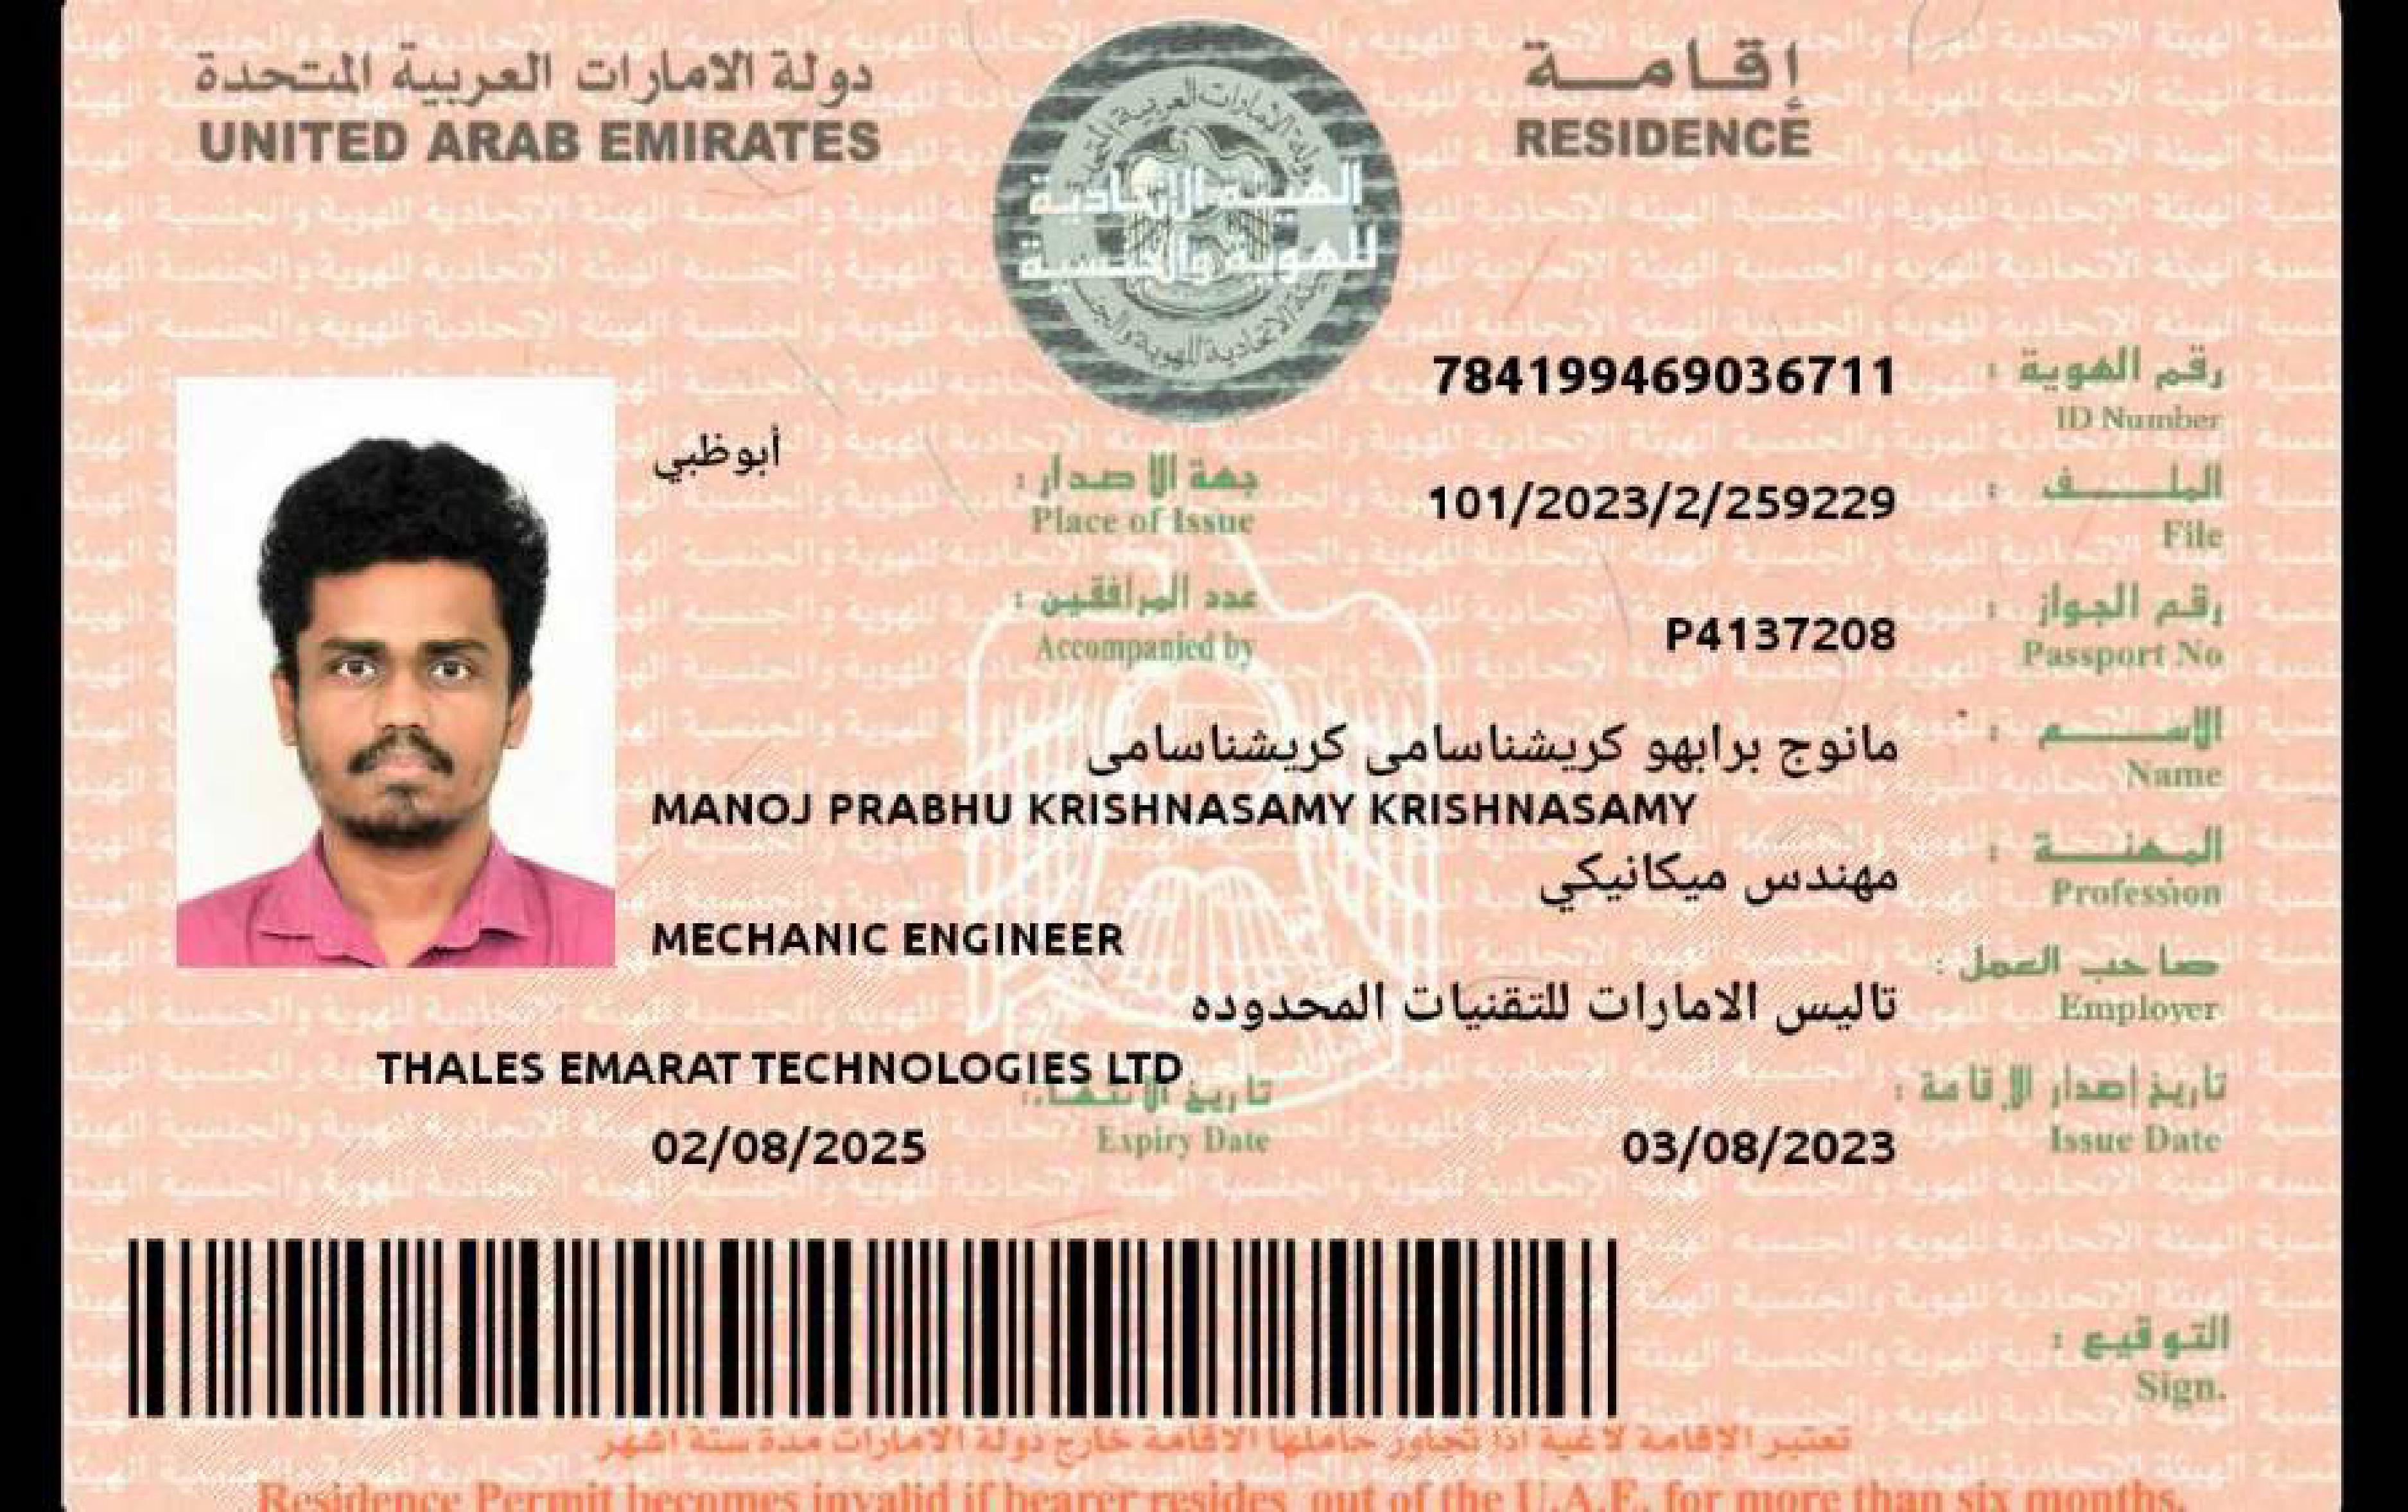 دولة الامارات العربية المتحدة
UNITED ARAB EMIRATES
إقامة
RESIDENCE
الهيئة الاتحادية
للهوية والجنسية
رقم الهوية :
784199469036711
ID Number
أبوظبي
جهة الاصدار :
Place of Issue
الملف :
101/2023/2/259229
File
عدد المرافقين :
Accompanied by
رقم الجواز :
P4137208
Passport No
الاسم :
مانوج برابهو كريشناسامى كريشناسامى
Name
MANOJ PRABHU KRISHNASAMY KRISHNASAMY
المهنة :
مهندس ميكانيكي
Profession
MECHANIC ENGINEER
صاحب العمل :
تاليس الامارات للتقنيات المحدوده
Employer
THALES EMARAT TECHNOLOGIES LTD
تاريخ الانتهاء :
02/08/2025
Expiry Date
تاريخ إصدار الإقامة :
03/08/2023
Issue Date
التوقيع :
Sign.
تعتبر الإقامة لاغية اذا تجاوز حاملها الاقامة خارج دولة الامارات مدة ستة اشهر
Residence Permit becomes invalid if bearer resides out of the U.A.E. for more than six months.